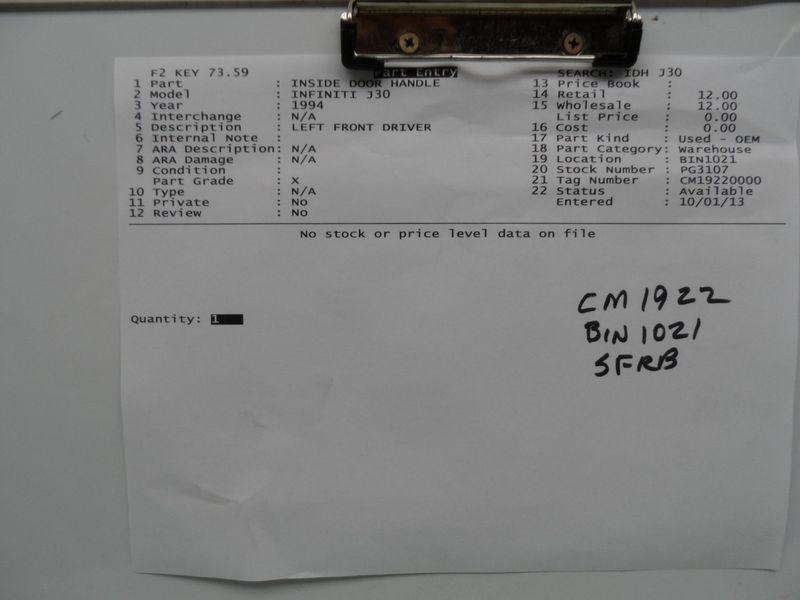 F2 KEY 73.59 Part Entry SEARCH: IDH J30
1 Part : INSIDE DOOR HANDLE 13 Price Book :
2 Model : INFINITI J30 14 Retail : 12.00
3 Year : 1994 15 Wholesale : 12.00
4 Interchange : N/A List Price : 0.00
5 Description : LEFT FRONT DRIVER 16 Cost : 0.00
6 Internal Note : 17 Part Kind : Used - OEM
7 ARA Description: N/A 18 Part Category: Warehouse
8 ARA Damage : N/A 19 Location : BIN1021
9 Condition : 20 Stock Number : PG3107
Part Grade : X 21 Tag Number : CM19220000
10 Type : N/A 22 Status : Available
11 Private : No Entered : 10/01/13
12 Review : No
No stock or price level data on file
Quantity: 1
CM1922
BIN1021
SFRB